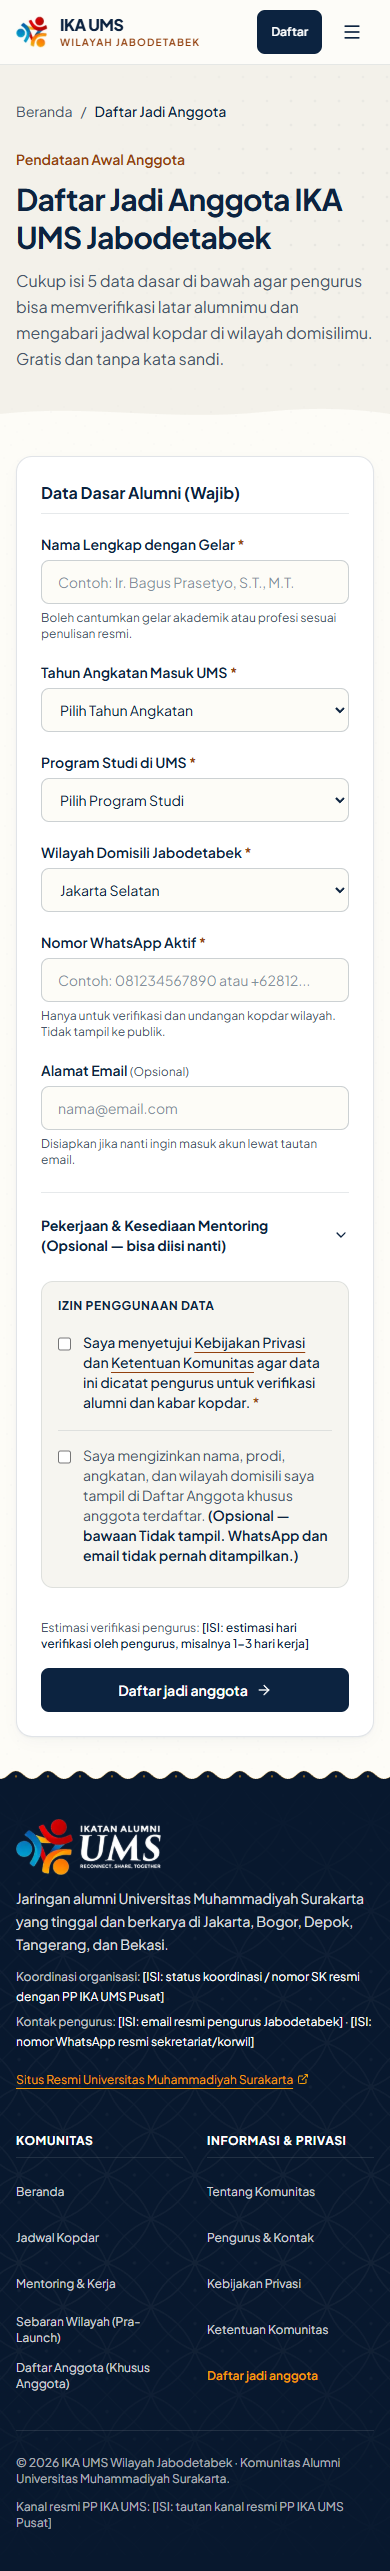 IKA UMS
WILAYAH JABODETABEK
Daftar
Beranda / Daftar Jadi Anggota
Pendataan Awal Anggota
Daftar Jadi Anggota IKA
UMS Jabodetabek
Cukup isi 5 data dasar di bawah agar pengurus
bisa memverifikasi latar alumnimu dan
mengabari jadwal kopdar di wilayah domisilimu.
Gratis dan tanpa kata sandi.
Data Dasar Alumni (Wajib)
Nama Lengkap dengan Gelar *
Contoh: Ir. Bagus Prasetyo, S.T., M.T.
Boleh cantumkan gelar akademik atau profesi sesuai
penulisan resmi.
Tahun Angkatan Masuk UMS *
Pilih Tahun Angkatan
Program Studi di UMS *
Pilih Program Studi
Wilayah Domisili Jabodetabek *
Jakarta Selatan
Nomor WhatsApp Aktif *
Contoh: 081234567890 atau +62812...
Hanya untuk verifikasi dan undangan kopdar wilayah.
Tidak tampil ke publik.
Alamat Email (Opsional)
nama@email.com
Disiapkan jika nanti ingin masuk akun lewat tautan
email.
Pekerjaan & Kesediaan Mentoring
(Opsional — bisa diisi nanti)
IZIN PENGGUNAAN DATA
Saya menyetujui Kebijakan Privasi
dan Ketentuan Komunitas agar data
ini dicatat pengurus untuk verifikasi
alumni dan kabar kopdar. *
Saya mengizinkan nama, prodi,
angkatan, dan wilayah domisili saya
tampil di Daftar Anggota khusus
anggota terdaftar. (Opsional —
bawaan Tidak tampil. WhatsApp dan
email tidak pernah ditampilkan.)
Estimasi verifikasi pengurus: [ISI: estimasi hari
verifikasi oleh pengurus, misalnya 1–3 hari kerja]
Daftar jadi anggota
IKATAN ALUMNI
UMS
RECONNECT. SHARE. TOGETHER
Jaringan alumni Universitas Muhammadiyah Surakarta
yang tinggal dan berkarya di Jakarta, Bogor, Depok,
Tangerang, dan Bekasi.
Koordinasi organisasi: [ISI: status koordinasi / nomor SK resmi
dengan PP IKA UMS Pusat]
Kontak pengurus: [ISI: email resmi pengurus Jabodetabek] · [ISI:
nomor WhatsApp resmi sekretariat/korwil]
Situs Resmi Universitas Muhammadiyah Surakarta
KOMUNITAS
Beranda
Jadwal Kopdar
Mentoring & Kerja
Sebaran Wilayah (Pra-
Launch)
Daftar Anggota (Khusus
Anggota)
INFORMASI & PRIVASI
Tentang Komunitas
Pengurus & Kontak
Kebijakan Privasi
Ketentuan Komunitas
Daftar jadi anggota
© 2026 IKA UMS Wilayah Jabodetabek · Komunitas Alumni
Universitas Muhammadiyah Surakarta.
Kanal resmi PP IKA UMS: [ISI: tautan kanal resmi PP IKA UMS
Pusat]